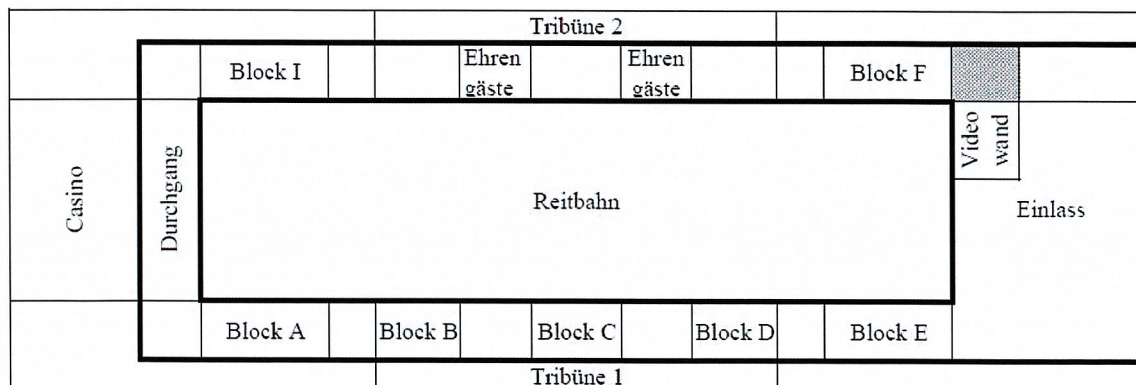 Tribüne 2
Block I
Ehren
gäste
Ehren
gäste
Block F
Casino
Durchgang
Reitbahn
Video
wand
Einlass
Block A
Block B
Block C
Block D
Block E
Tribüne 1